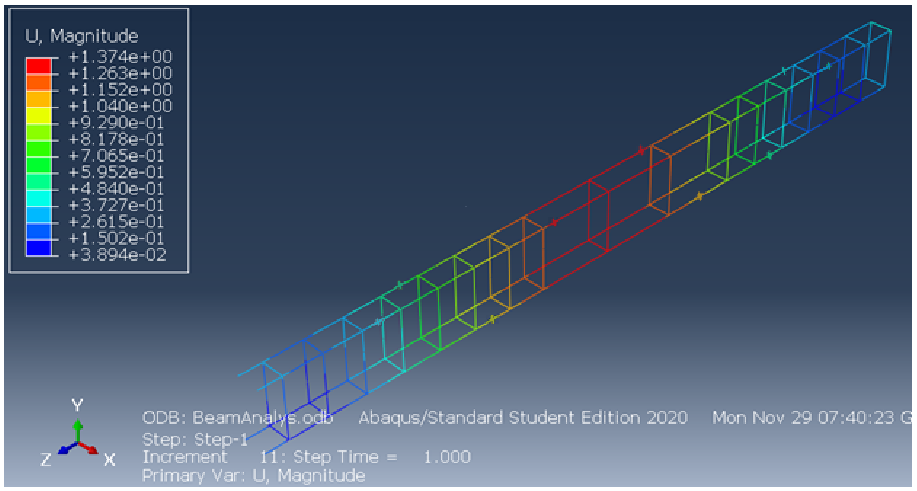 U, Magnitude
+1.374e+00
+1.263e+00
+1.152e+00
+1.040e+00
+9.290e-01
+8.178e-01
+7.065e-01
+5.952e-01
+4.840e-01
+3.727e-01
+2.615e-01
+1.502e-01
+3.894e-02
Y
Z X
ODB: BeamAnalys.odb Abaqus/Standard Student Edition 2020 Mon Nov 29 07:40:23 G
Step: Step-1
Increment 11: Step Time = 1.000
Primary Var: U, Magnitude